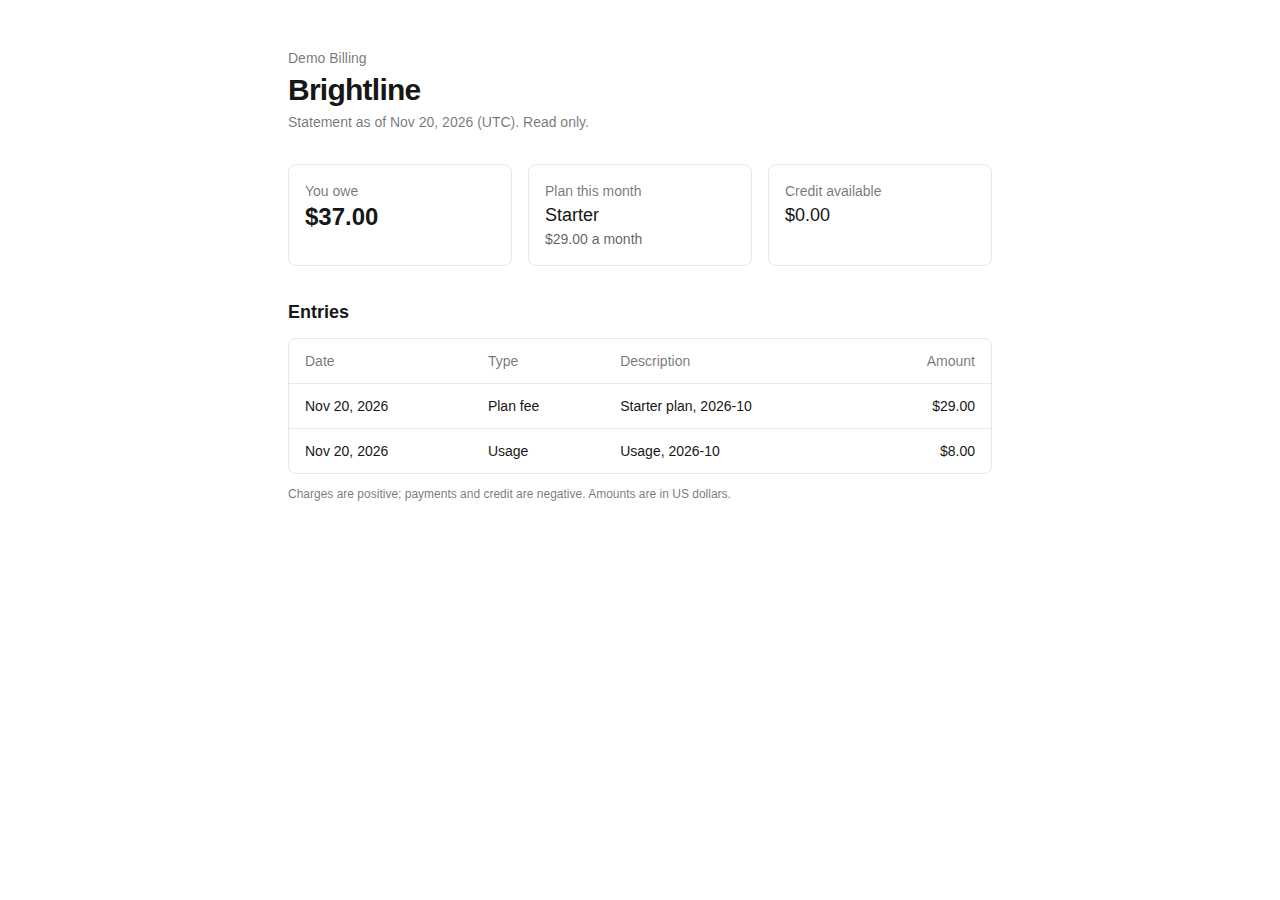 Demo Billing
Brightline
Statement as of Nov 20, 2026 (UTC). Read only.
You owe
$37.00
Plan this month
Starter
$29.00 a month
Credit available
$0.00
Entries
Date Type Description Amount
Nov 20, 2026 Plan fee Starter plan, 2026-10 $29.00
Nov 20, 2026 Usage Usage, 2026-10 $8.00
Charges are positive; payments and credit are negative. Amounts are in US dollars.